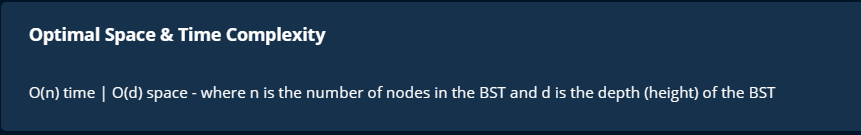 Optimal Space & Time Complexity
O(n) time | O(d) space - where n is the number of nodes in the BST and d is the depth (height) of the BST